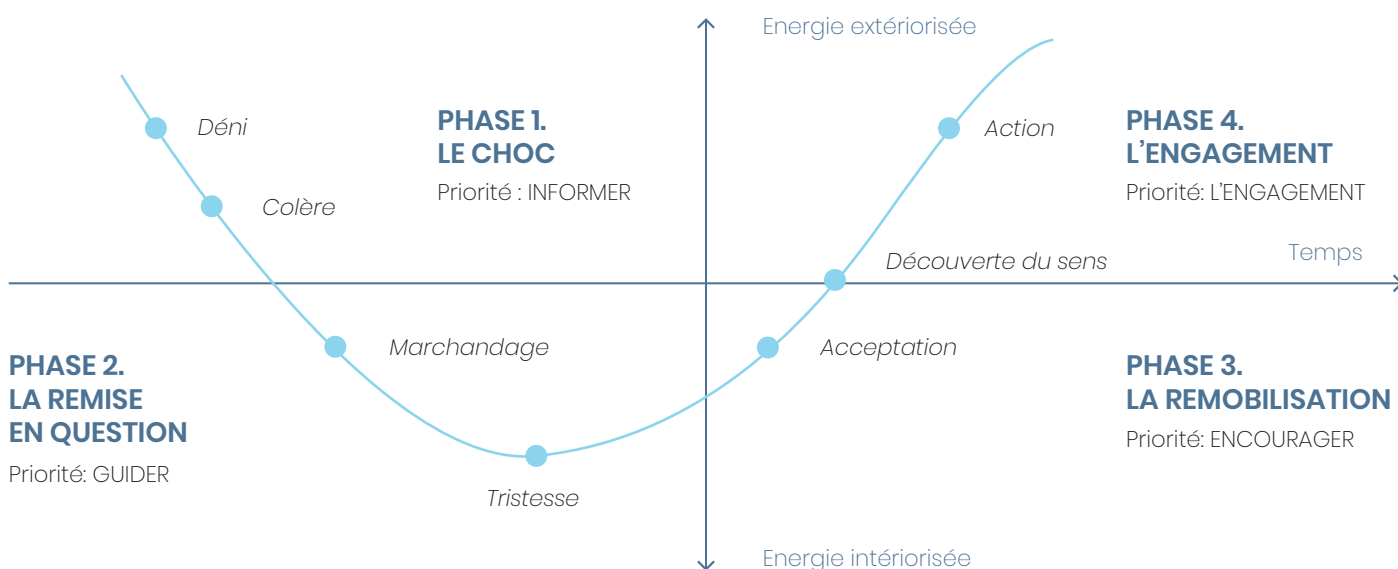 Energie extériorisée
Déni
PHASE 1.
LE CHOC
Priorité : INFORMER
Colère
Action
PHASE 4.
L’ENGAGEMENT
Priorité: L’ENGAGEMENT
Découverte du sens
Temps
PHASE 2.
LA REMISE
EN QUESTION
Priorité: GUIDER
Marchandage
Tristesse
Acceptation
PHASE 3.
LA REMOBILISATION
Priorité: ENCOURAGER
Energie intériorisée